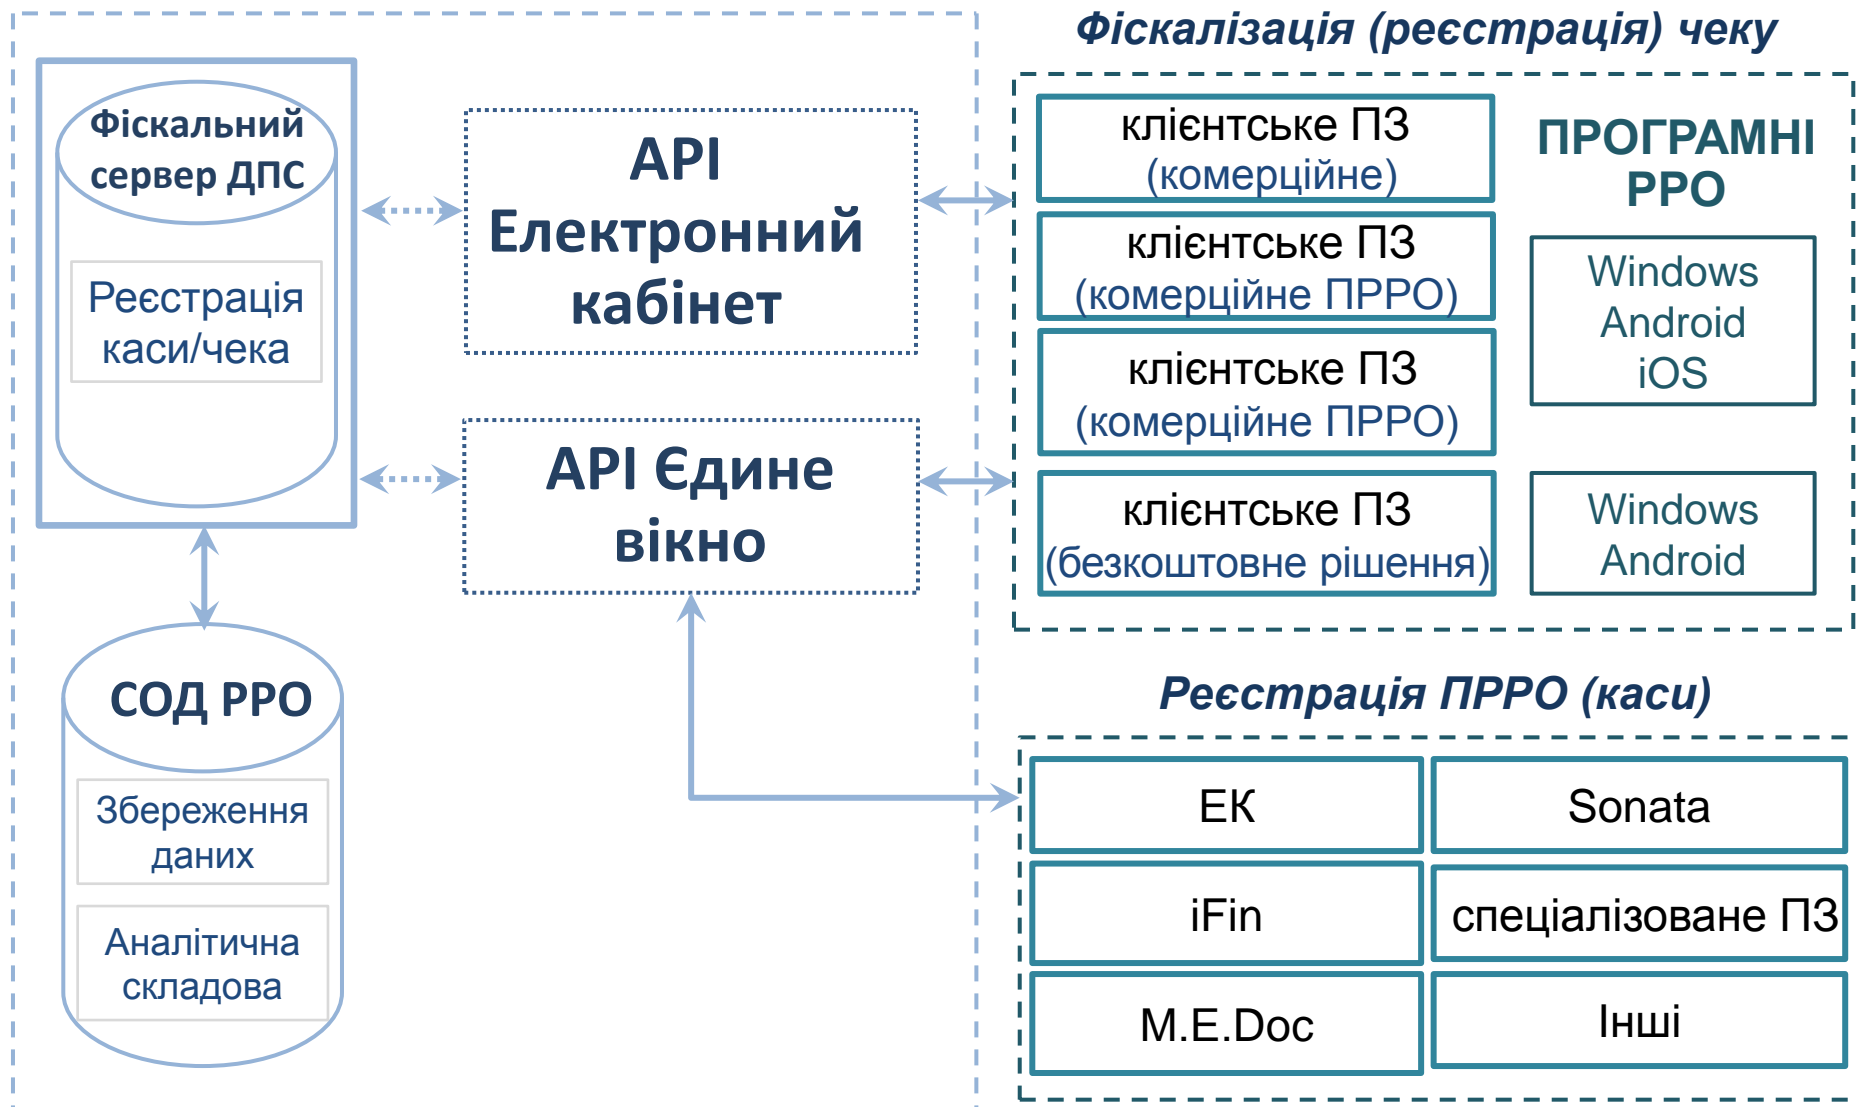 Фіскальний
сервер ДПС
Реєстрація
каси/чека
СОД РРО
Збереження
даних
Аналітична
складова
АРІ
Електронний
кабінет
АРІ Єдине
вікно
Фіскалізація (реєстрація) чеку
клієнтське ПЗ
(комерційне)
клієнтське ПЗ
(комерційне ПРРО)
клієнтське ПЗ
(комерційне ПРРО)
клієнтське ПЗ
(безкоштовне рішення)
ПРОГРАМНІ
РРО
Windows
Android
iOS
Windows
Android
Реєстрація ПРРО (каси)
ЕК
Sonata
iFin
спеціалізоване ПЗ
M.E.Doc
Інші